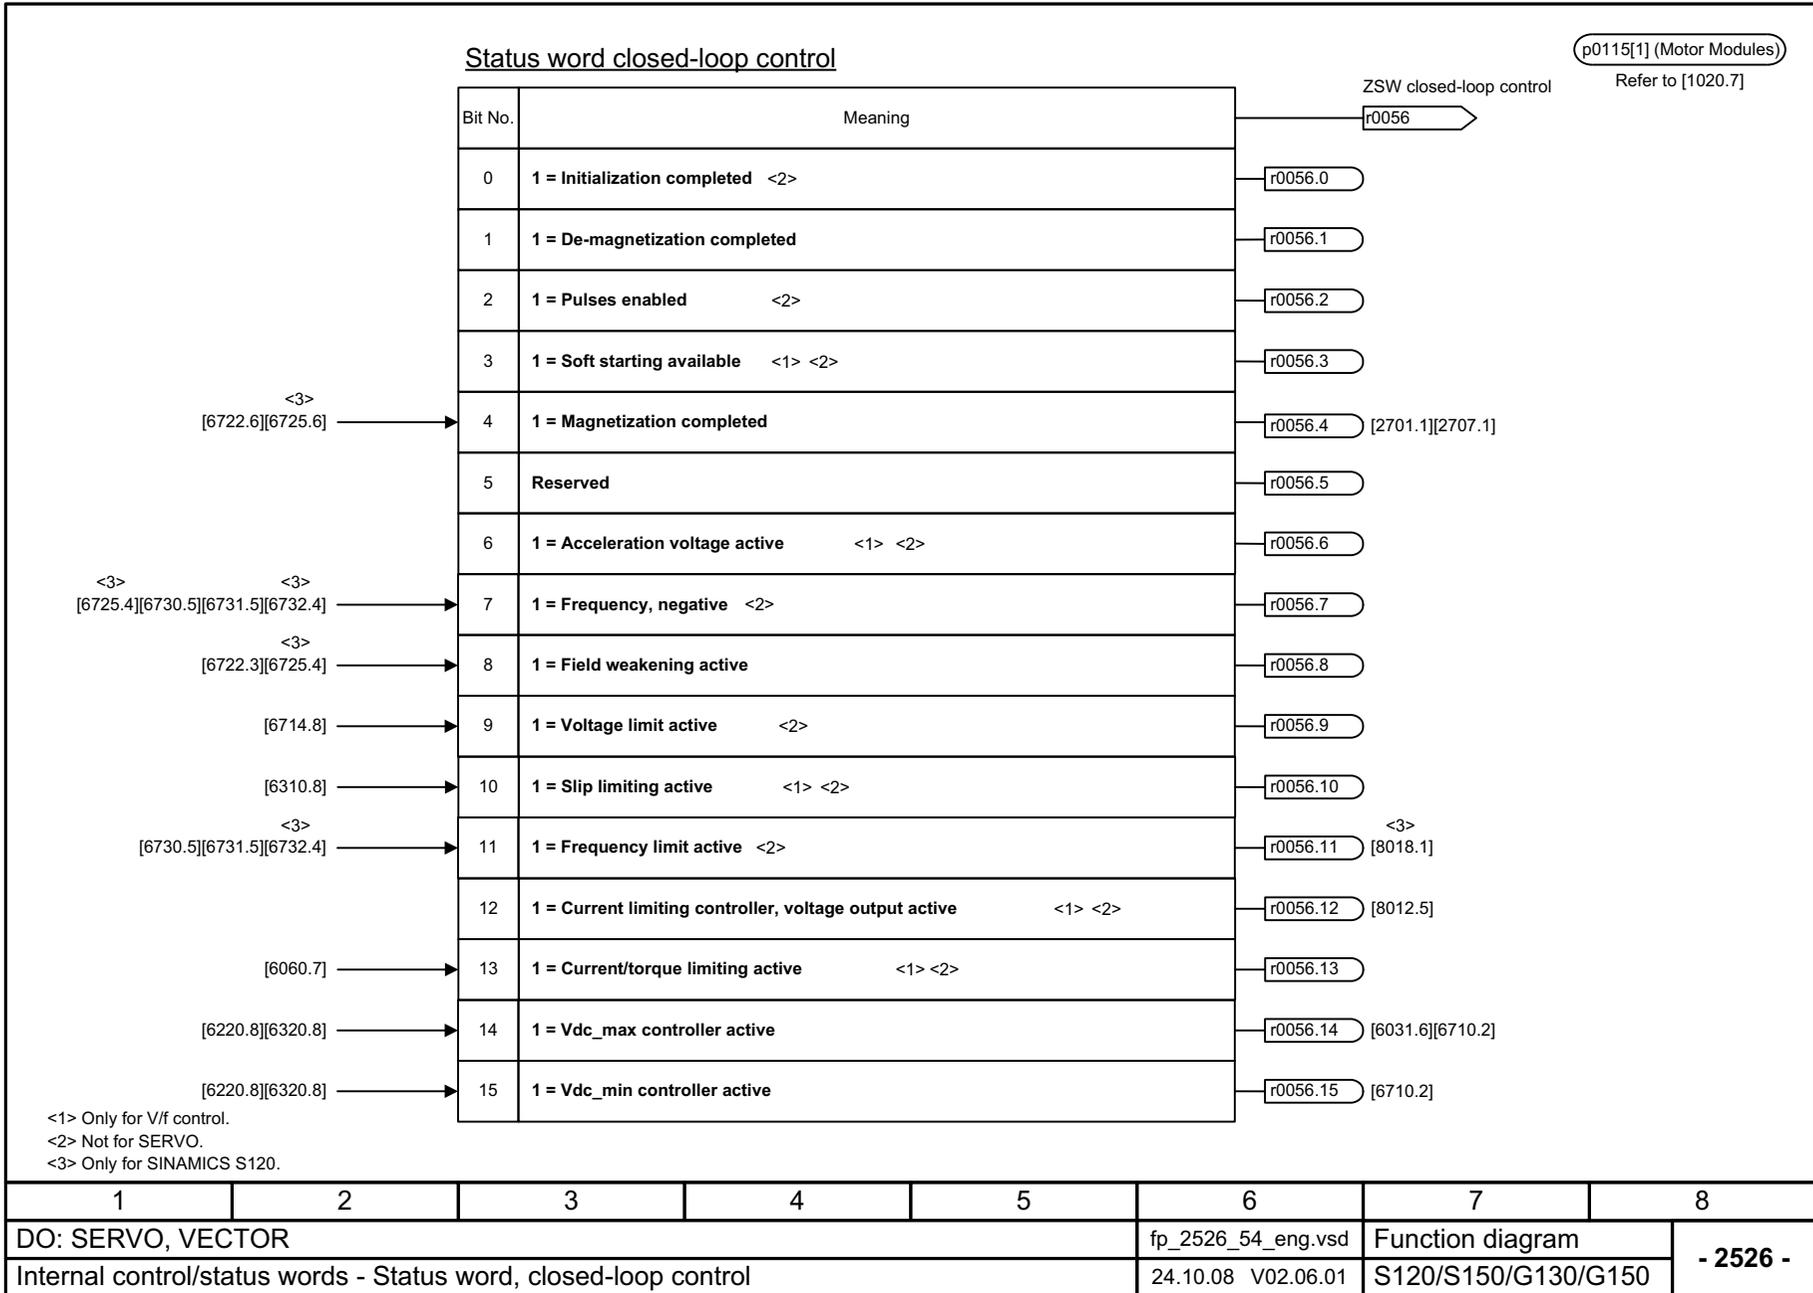 Status word closed-loop control
p0115[1] (Motor Modules)
Refer to [1020.7]
ZSW closed-loop control
Bit No. Meaning r0056
0 1 = Initialization completed <2> r0056.0
1 1 = De-magnetization completed r0056.1
2 1 = Pulses enabled <2> r0056.2
3 1 = Soft starting available <1> <2> r0056.3
<3>
[6722.6][6725.6] 4 1 = Magnetization completed r0056.4 [2701.1][2707.1]
5 Reserved r0056.5
6 1 = Acceleration voltage active <1> <2> r0056.6
<3> <3>
[6725.4][6730.5][6731.5][6732.4] 7 1 = Frequency, negative <2> r0056.7
<3>
[6722.3][6725.4] 8 1 = Field weakening active r0056.8
[6714.8] 9 1 = Voltage limit active <2> r0056.9
[6310.8] 10 1 = Slip limiting active <1> <2> r0056.10
<3> <3>
[6730.5][6731.5][6732.4] 11 1 = Frequency limit active <2> r0056.11 [8018.1]
12 1 = Current limiting controller, voltage output active <1> <2> r0056.12 [8012.5]
[6060.7] 13 1 = Current/torque limiting active <1> <2> r0056.13
[6220.8][6320.8] 14 1 = Vdc_max controller active r0056.14 [6031.6][6710.2]
[6220.8][6320.8] 15 1 = Vdc_min controller active r0056.15 [6710.2]
<1> Only for V/f control.
<2> Not for SERVO.
<3> Only for SINAMICS S120.
1 2 3 4 5 6 7 8
DO: SERVO, VECTOR fp_2526_54_eng.vsd Function diagram - 2526 -
Internal control/status words - Status word, closed-loop control 24.10.08 V02.06.01 S120/S150/G130/G150